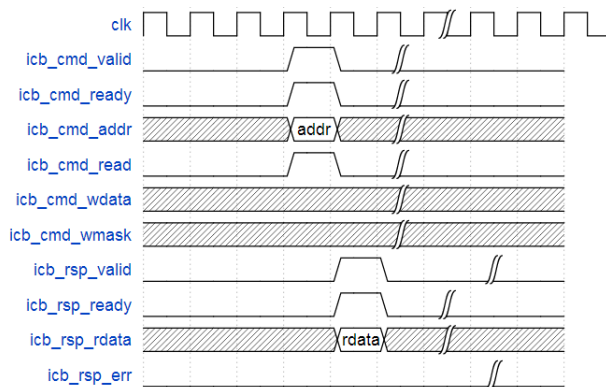 clk
icb_cmd_valid
icb_cmd_ready
icb_cmd_addr addr
icb_cmd_read
icb_cmd_wdata
icb_cmd_wmask
icb_rsp_valid
icb_rsp_ready
icb_rsp_rdata rdata
icb_rsp_err